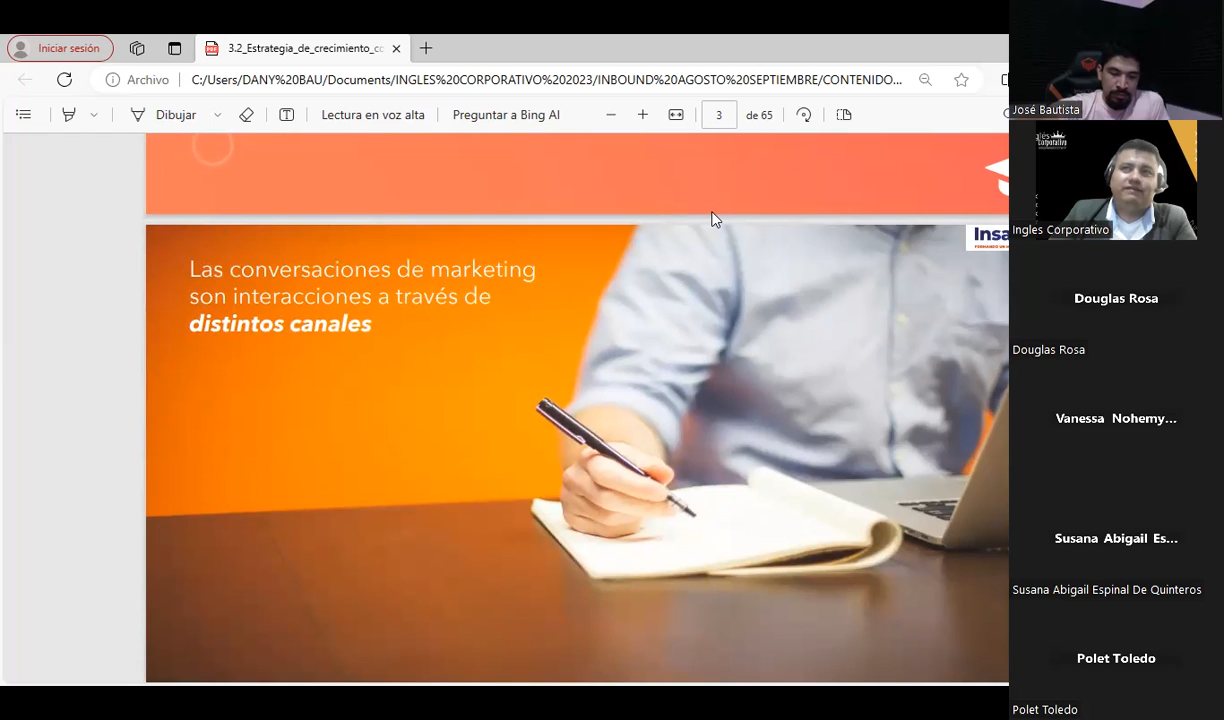 Iniciar sesión
3.2_Estrategia_de_crecimiento_cc
Archivo
C:/Users/DANY%20BAU/Documents/INGLES%20CORPORATIVO%202023/INBOUND%20AGOSTO%20SEPTIEMBRE/CONTENIDO...
Dibujar
Lectura en voz alta
Preguntar a Bing AI
3
de 65
Insa
Las conversaciones de marketing
son interacciones a través de
distintos canales
José Bautista
corporativo
Ingles Corporativo
Douglas Rosa
Douglas Rosa
Vanessa Nohemy...
Susana Abigail Es...
Susana Abigail Espinal De Quinteros
Polet Toledo
Polet Toledo